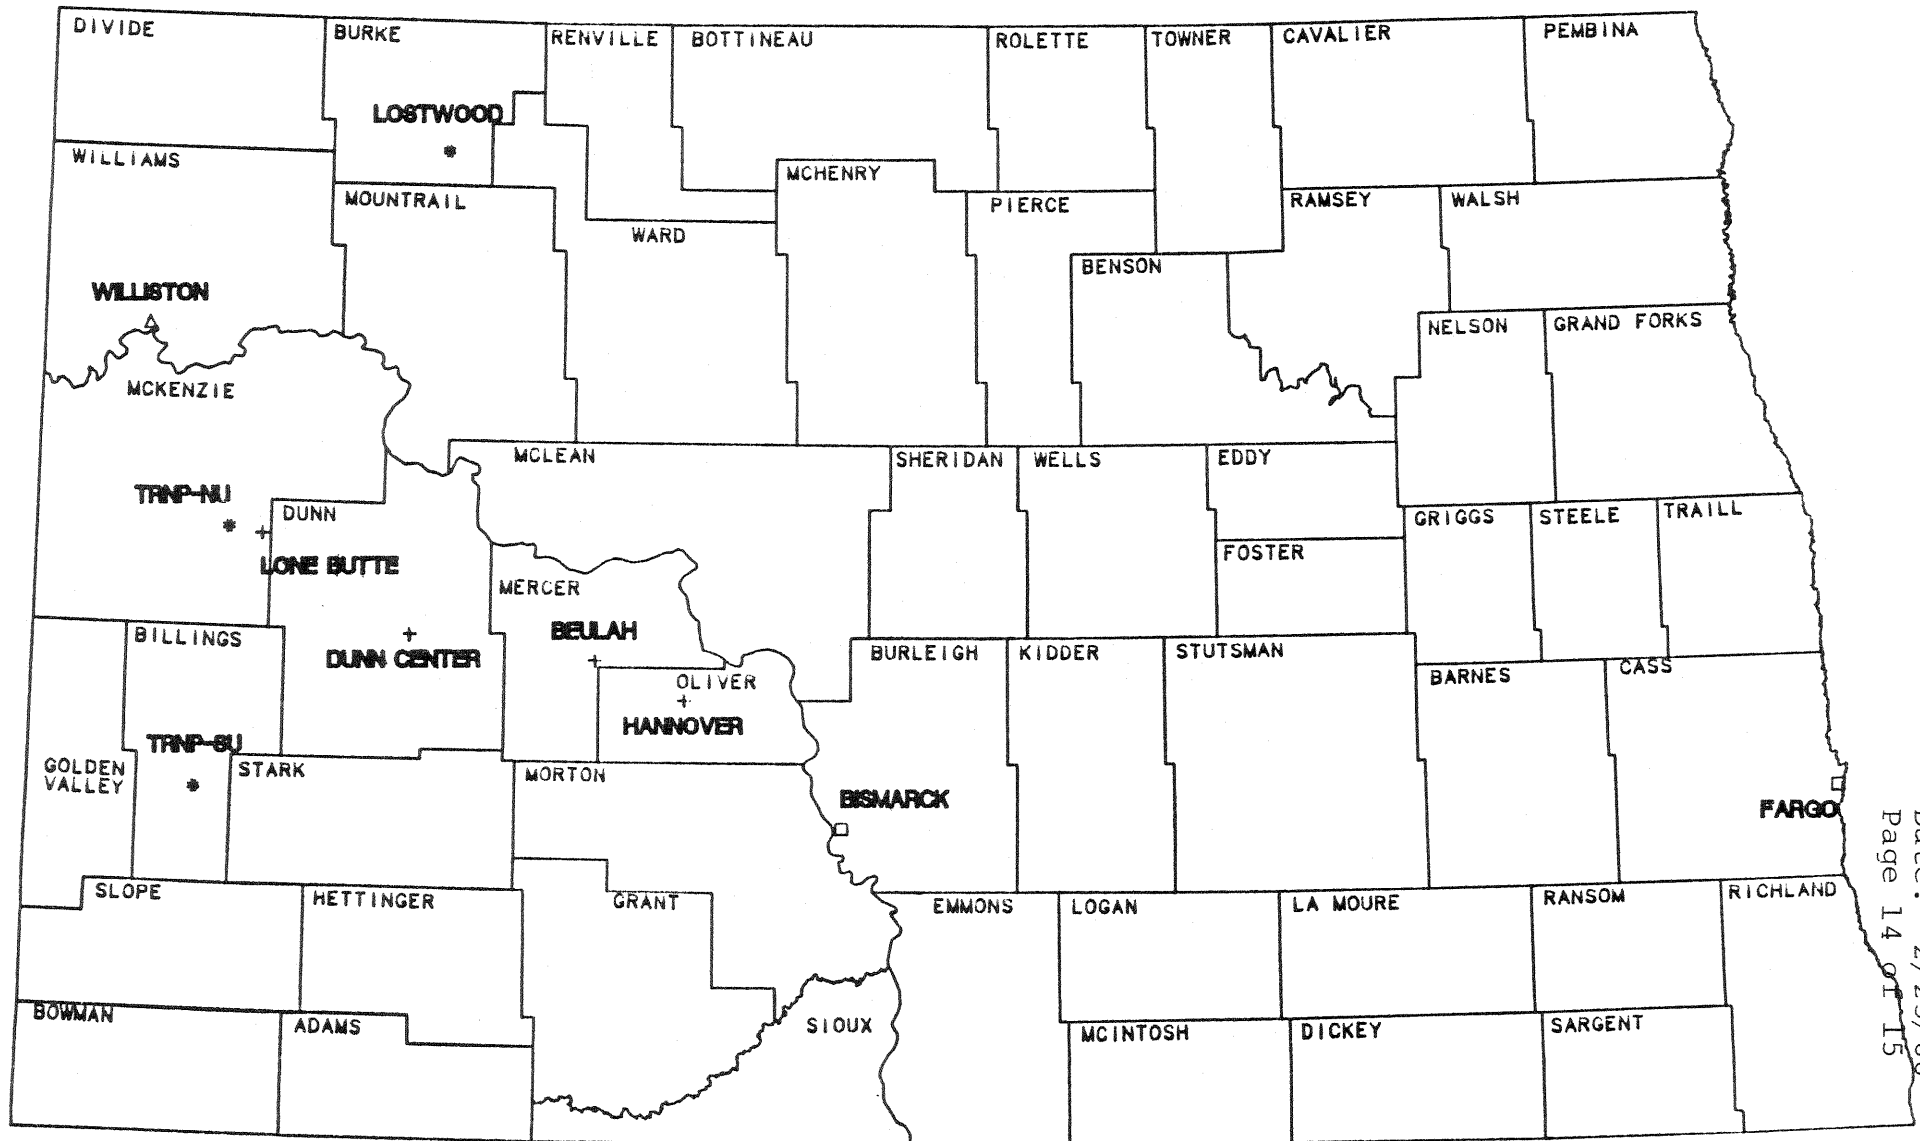 DIVIDE
BURKE
RENVILLE
BOTTINEAU
ROLETTE
TOWNER
CAVALIER
PEMBINA
LOSTWOOD
WILLIAMS
MCHENRY
MOUNTRAIL
PIERCE
RAMSEY
WALSH
WARD
BENSON
WILLISTON
NELSON
GRAND FORKS
MCKENZIE
MCLEAN
SHERIDAN
WELLS
EDDY
TRNP-NU
DUNN
GRIGGS
STEELE
TRAILL
FOSTER
LONE BUTTE
MERCER
BILLINGS
BEULAH
DUNN CENTER
BURLEIGH
KIDDER
STUTSMAN
CASS
BARNES
OLIVER
HANNOVER
TRNP-SU
GOLDEN
VALLEY
STARK
MORTON
BISMARCK
FARGO
SLOPE
HETTINGER
GRANT
EMMONS
LOGAN
LA MOURE
RANSOM
RICHLAND
BOWMAN
ADAMS
SIOUX
MCINTOSH
DICKEY
SARGENT
Page 14 of 15